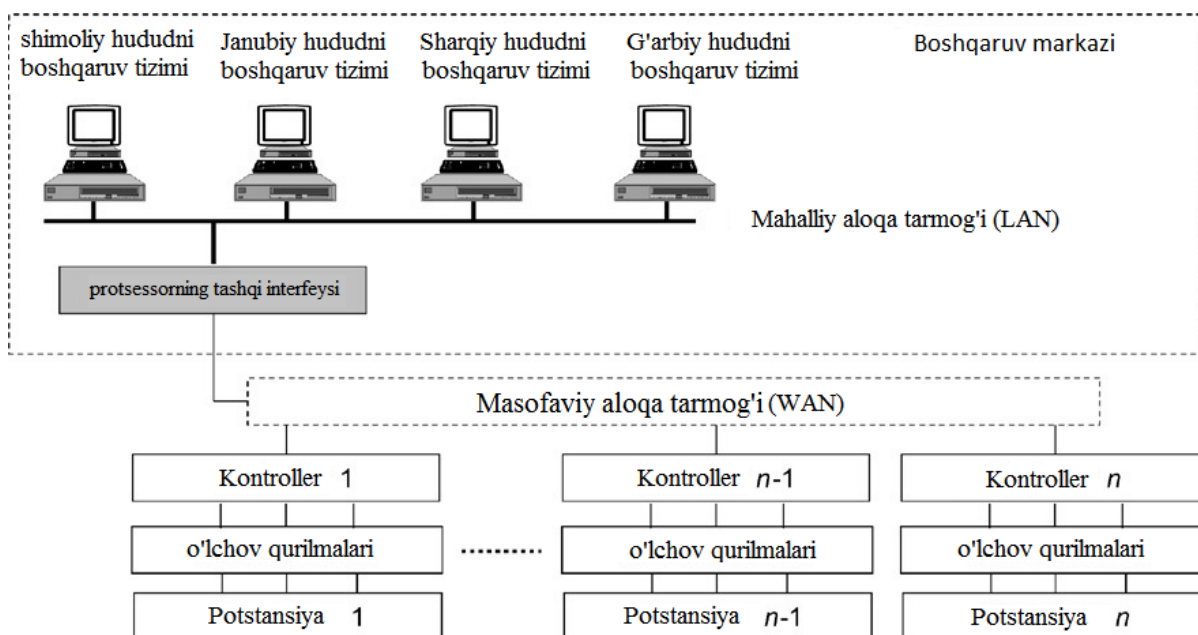 shimoliy hududni
boshqaruv tizimi
Janubiy hududni
boshqaruv tizimi
Sharqiy hududni
boshqaruv tizimi
G'arbiy hududni
boshqaruv tizimi
Boshqaruv markazi
Mahalliy aloqa tarmog'i (LAN)
protsessorning tashqi interfeysi
Masofaviy aloqa tarmog'i (WAN)
Kontroller 1
Kontroller n-1
Kontroller n
o'lchov qurilmalari
o'lchov qurilmalari
o'lchov qurilmalari
Potstansiya 1
Potstansiya n-1
Potstansiya n